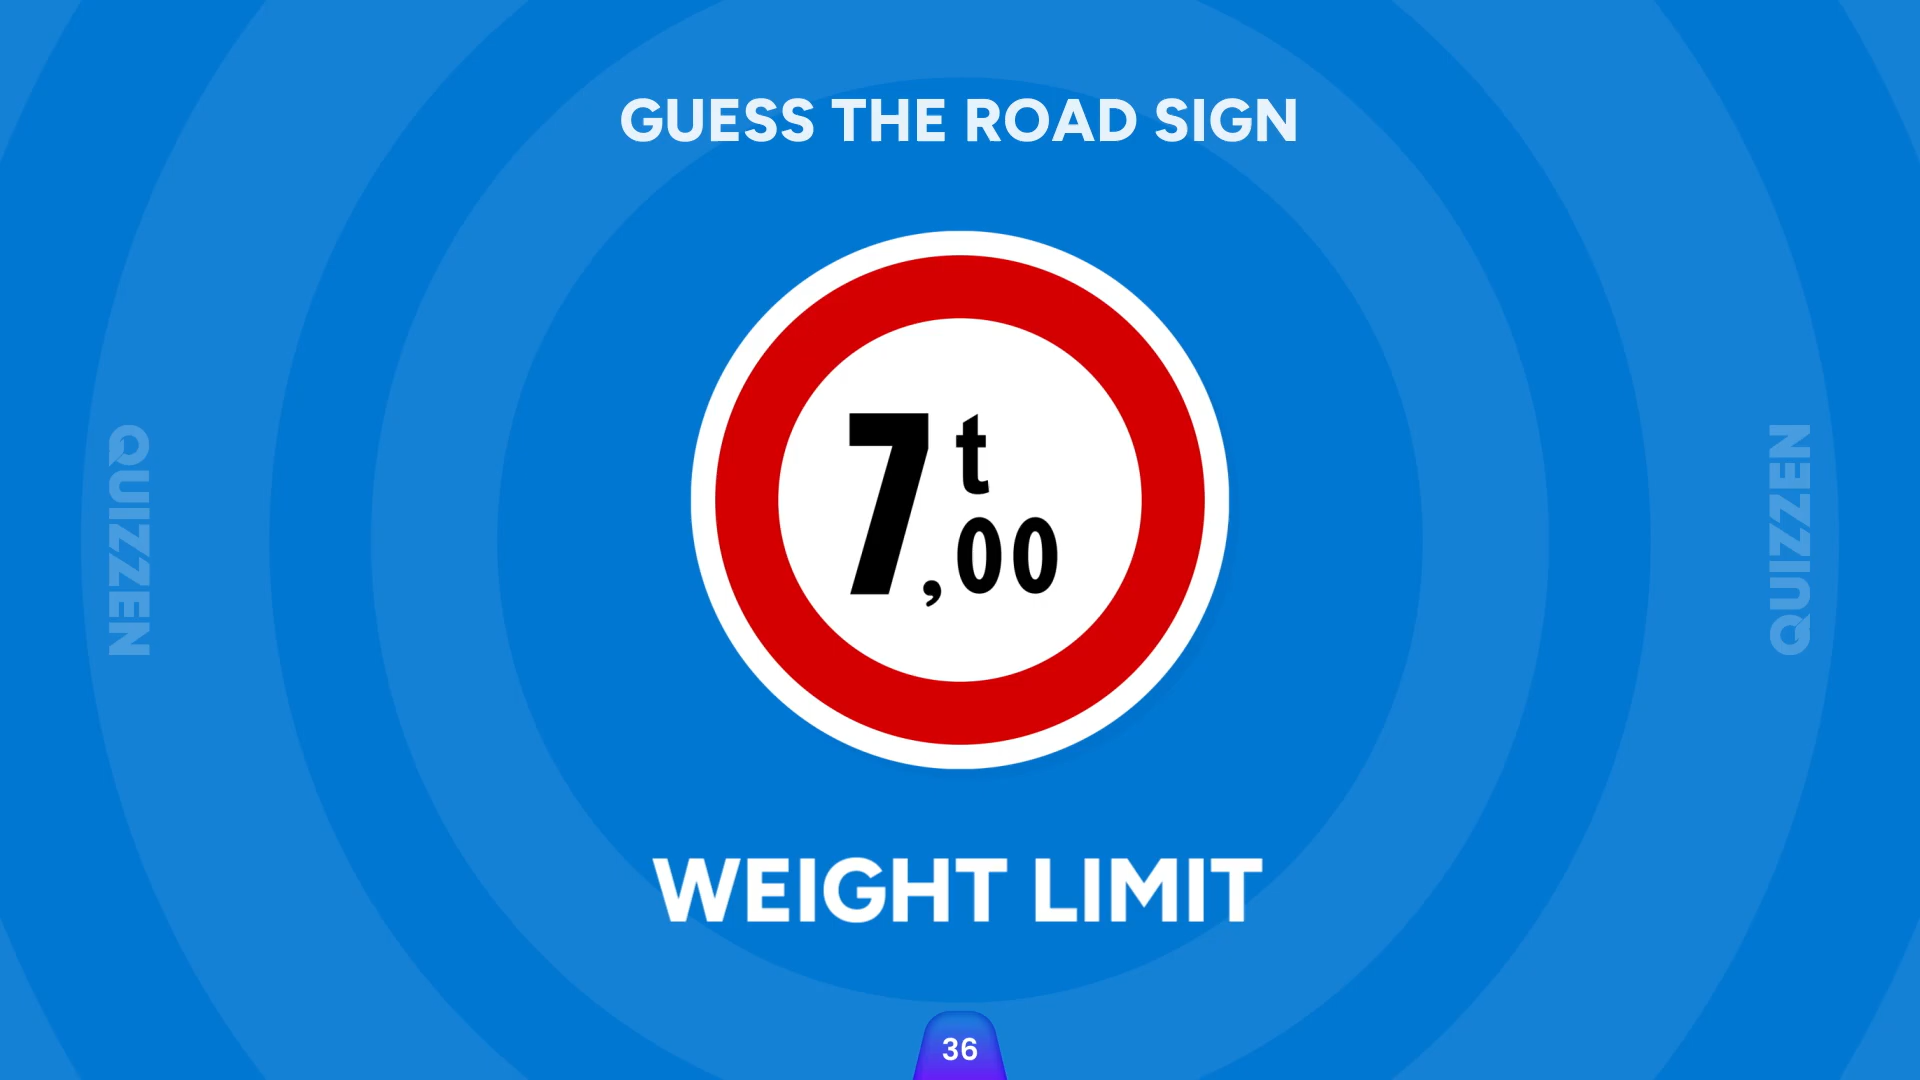 GUESS THE ROAD SIGN
QUIZZEN
7t,00
QUIZZEN
WEIGHT LIMIT
36